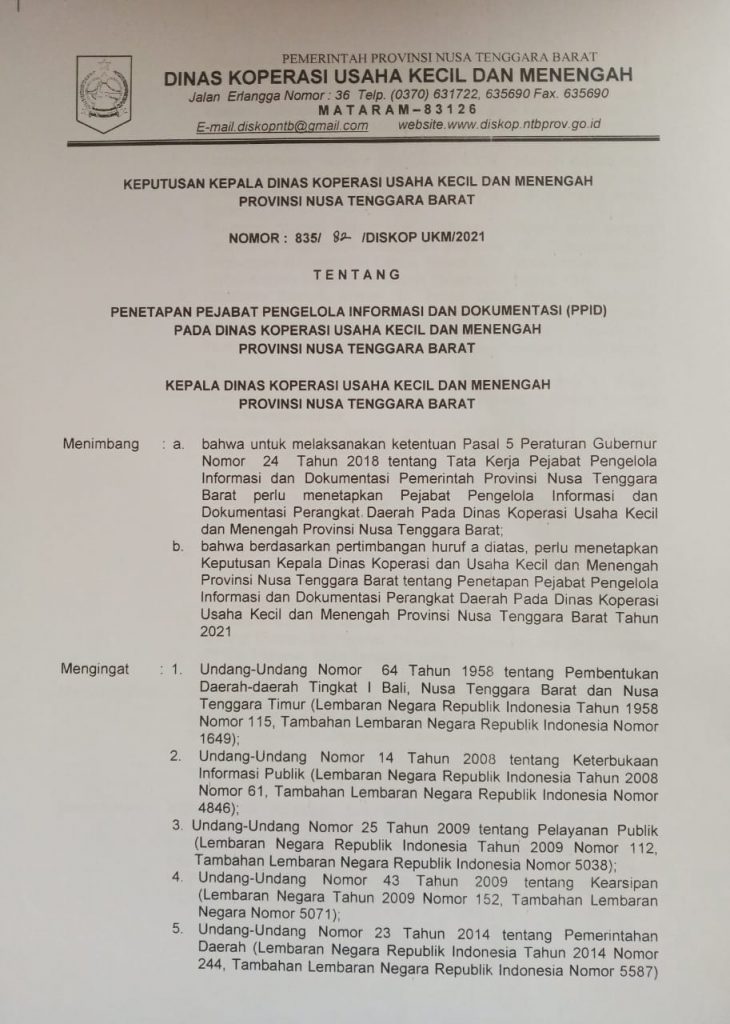 PEMERINTAH PROVINSI NUSA TENGGARA BARAT
DINAS KOPERASI USAHA KECIL DAN MENENGAH
Jalan Erlangga Nomor : 36 Telp. (0370) 631722, 635690 Fax. 635690
MATARAM – 83126
E-mail.diskopntb@gmail.com website.www.diskop.ntbprov.go.id
KEPUTUSAN KEPALA DINAS KOPERASI USAHA KECIL DAN MENENGAH
PROVINSI NUSA TENGGARA BARAT
NOMOR : 835/ 82 /DISKOP UKM/2021
T E N T A N G
PENETAPAN PEJABAT PENGELOLA INFORMASI DAN DOKUMENTASI (PPID)
PADA DINAS KOPERASI USAHA KECIL DAN MENENGAH
PROVINSI NUSA TENGGARA BARAT
KEPALA DINAS KOPERASI USAHA KECIL DAN MENENGAH
PROVINSI NUSA TENGGARA BARAT
Menimbang : a. bahwa untuk melaksanakan ketentuan Pasal 5 Peraturan Gubernur
Nomor 24 Tahun 2018 tentang Tata Kerja Pejabat Pengelola
Informasi dan Dokumentasi Pemerintah Provinsi Nusa Tenggara
Barat perlu menetapkan Pejabat Pengelola Informasi dan
Dokumentasi Perangkat Daerah Pada Dinas Koperasi Usaha Kecil
dan Menengah Provinsi Nusa Tenggara Barat;
b. bahwa berdasarkan pertimbangan huruf a diatas, perlu menetapkan
Keputusan Kepala Dinas Koperasi dan Usaha Kecil dan Menengah
Provinsi Nusa Tenggara Barat tentang Penetapan Pejabat Pengelola
Informasi dan Dokumentasi Perangkat Daerah Pada Dinas Koperasi
Usaha Kecil dan Menengah Provinsi Nusa Tenggara Barat Tahun
2021
Mengingat : 1. Undang-Undang Nomor 64 Tahun 1958 tentang Pembentukan
Daerah-daerah Tingkat I Bali, Nusa Tenggara Barat dan Nusa
Tenggara Timur (Lembaran Negara Republik Indonesia Tahun 1958
Nomor 115, Tambahan Lembaran Negara Republik Indonesia Nomor
1649);
2. Undang-Undang Nomor 14 Tahun 2008 tentang Keterbukaan
Informasi Publik (Lembaran Negara Republik Indonesia Tahun 2008
Nomor 61, Tambahan Lembaran Negara Republik Indonesia Nomor
4846);
3. Undang-Undang Nomor 25 Tahun 2009 tentang Pelayanan Publik
(Lembaran Negara Republik Indonesia Tahun 2009 Nomor 112,
Tambahan Lembaran Negara Republik Indonesia Nomor 5038);
4. Undang-Undang Nomor 43 Tahun 2009 tentang Kearsipan
(Lembaran Negara Tahun 2009 Nomor 152, Tambahan Lembaran
Negara Nomor 5071);
5. Undang-Undang Nomor 23 Tahun 2014 tentang Pemerintahan
Daerah (Lembaran Negara Republik Indonesia Tahun 2014 Nomor
244, Tambahan Lembaran Negara Republik Indonesia Nomor 5587)